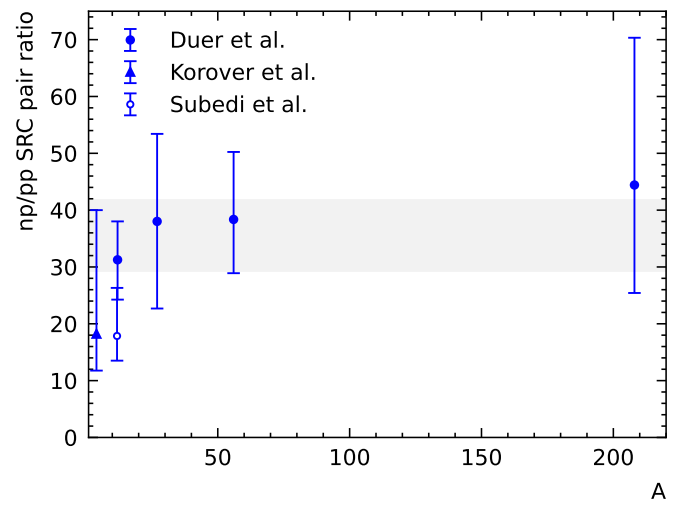 np/pp SRC pair ratio
70
60
50
40
30
20
10
0
Duer et al.
Korover et al.
Subedi et al.
50 100 150 200
A